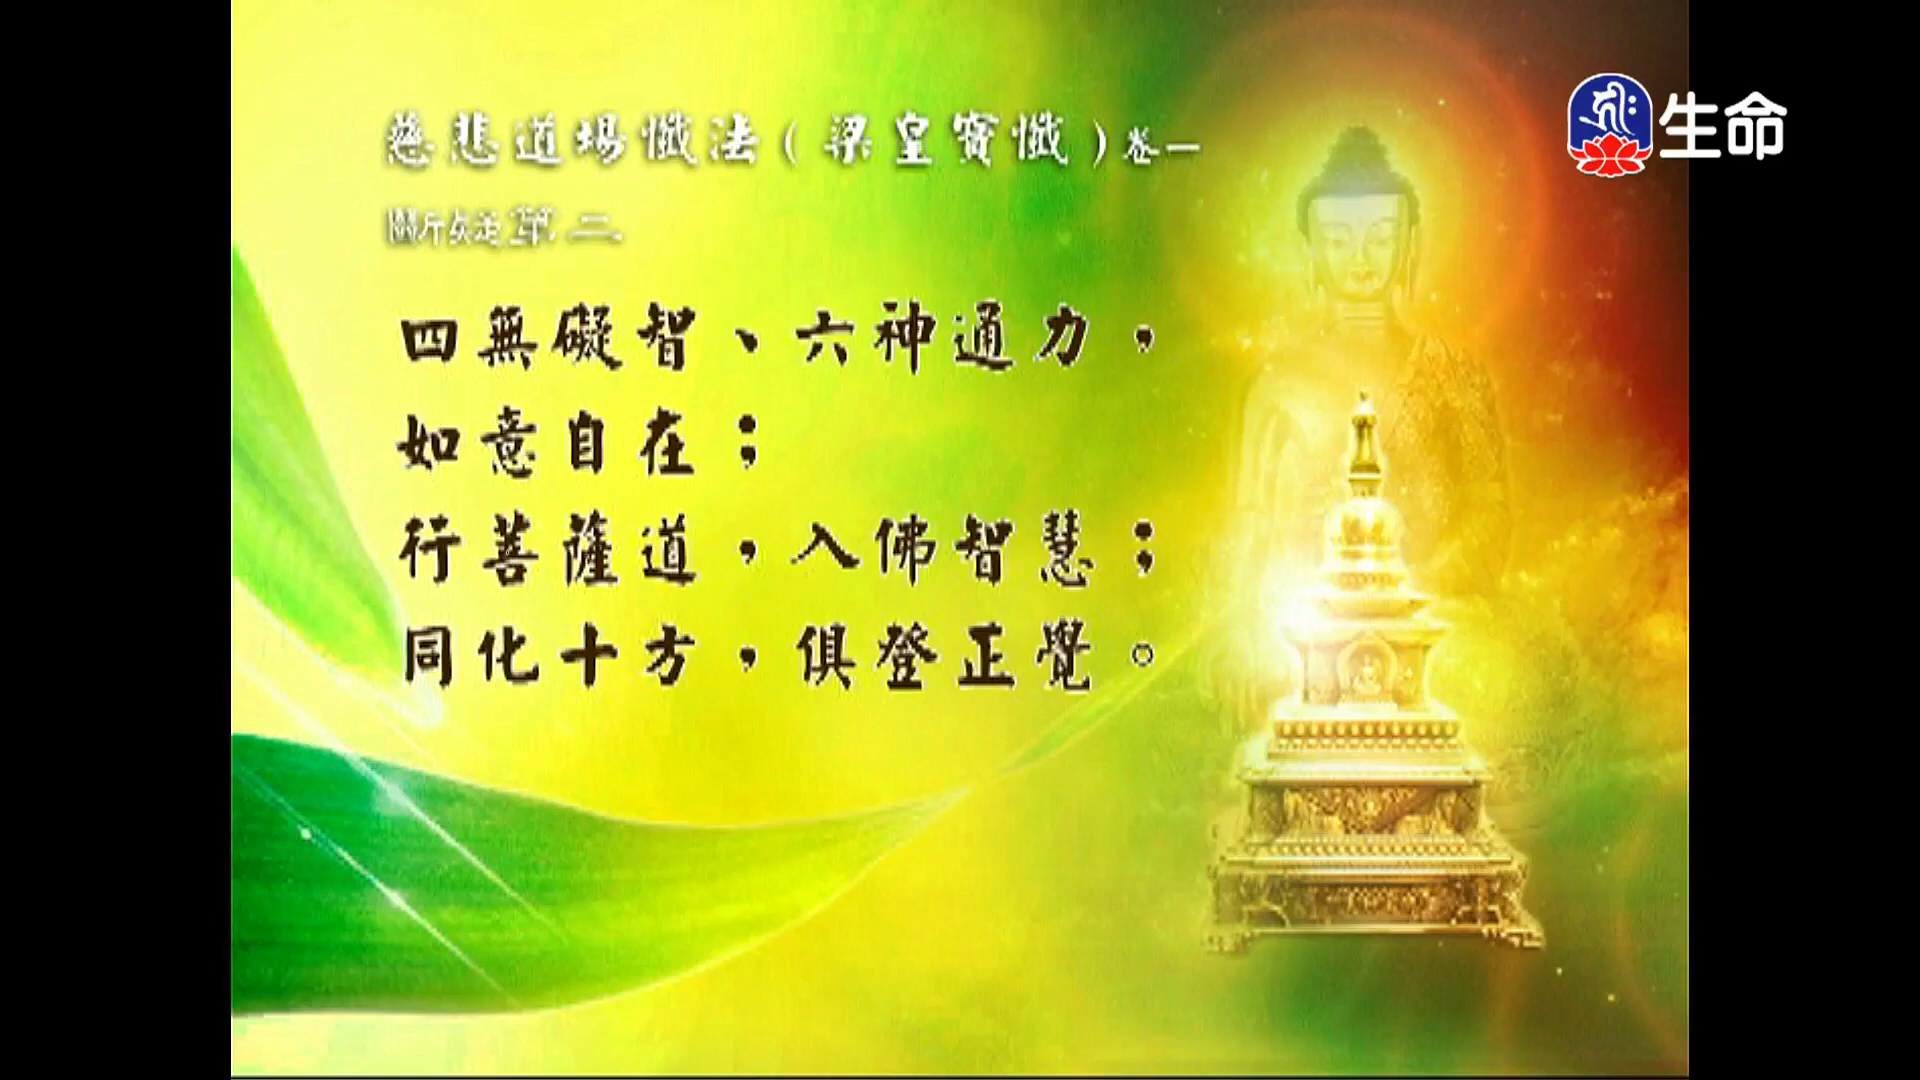 慈悲道場懺法(梁皇寶懺)卷一
斷疑第二
四無礙智、六神通力，
如意自在；
行菩薩道，入佛智慧；
同化十方，俱登正覺。
生命